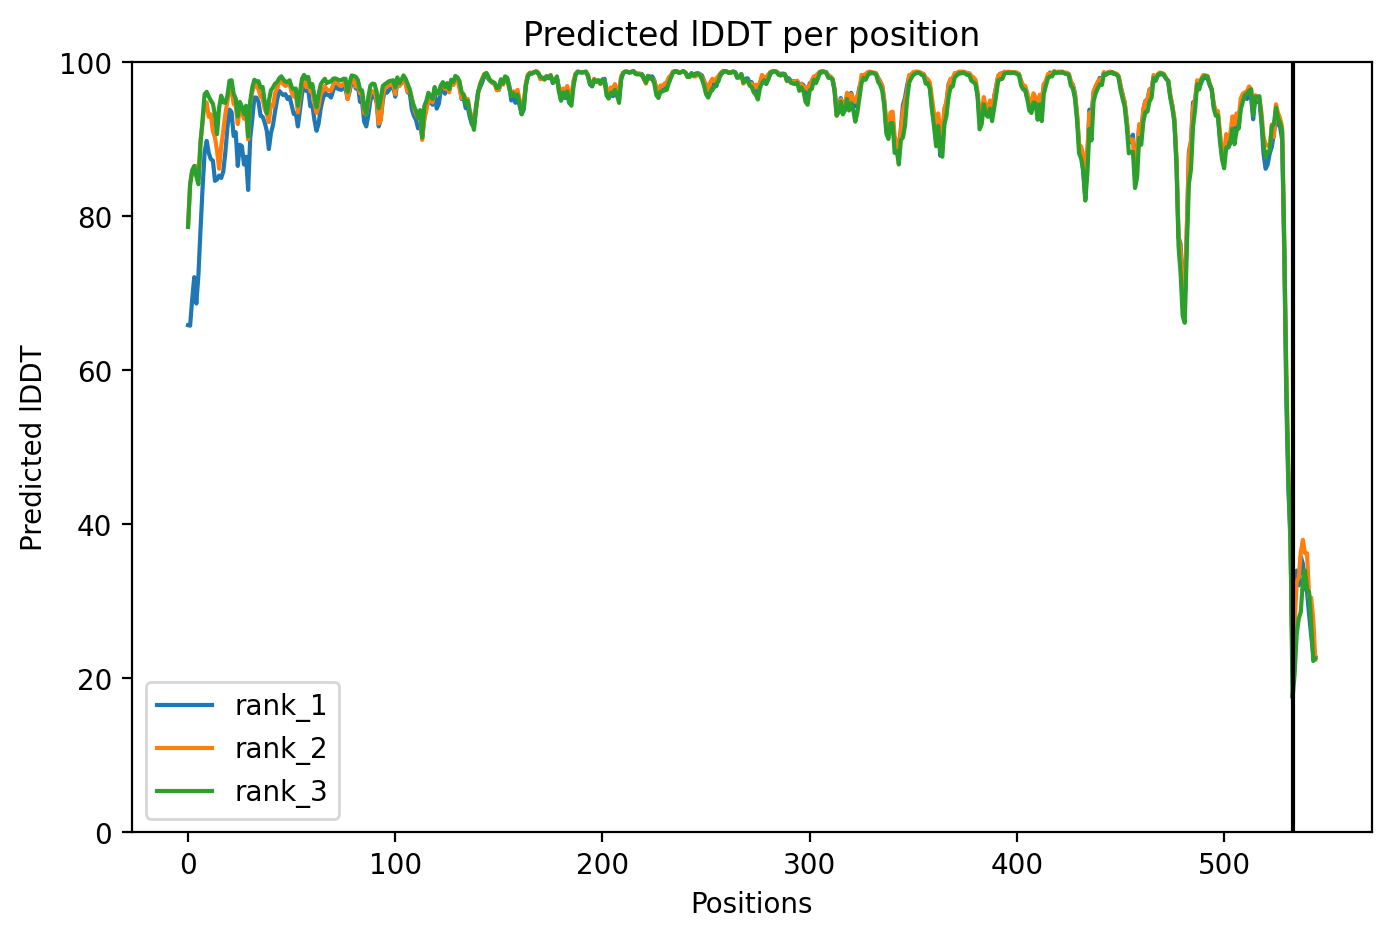 Predicted lDDT per position
Predicted lDDT
100
80
60
40
20
0
rank_1
rank_2
rank_3
0 100 200 300 400 500
Positions